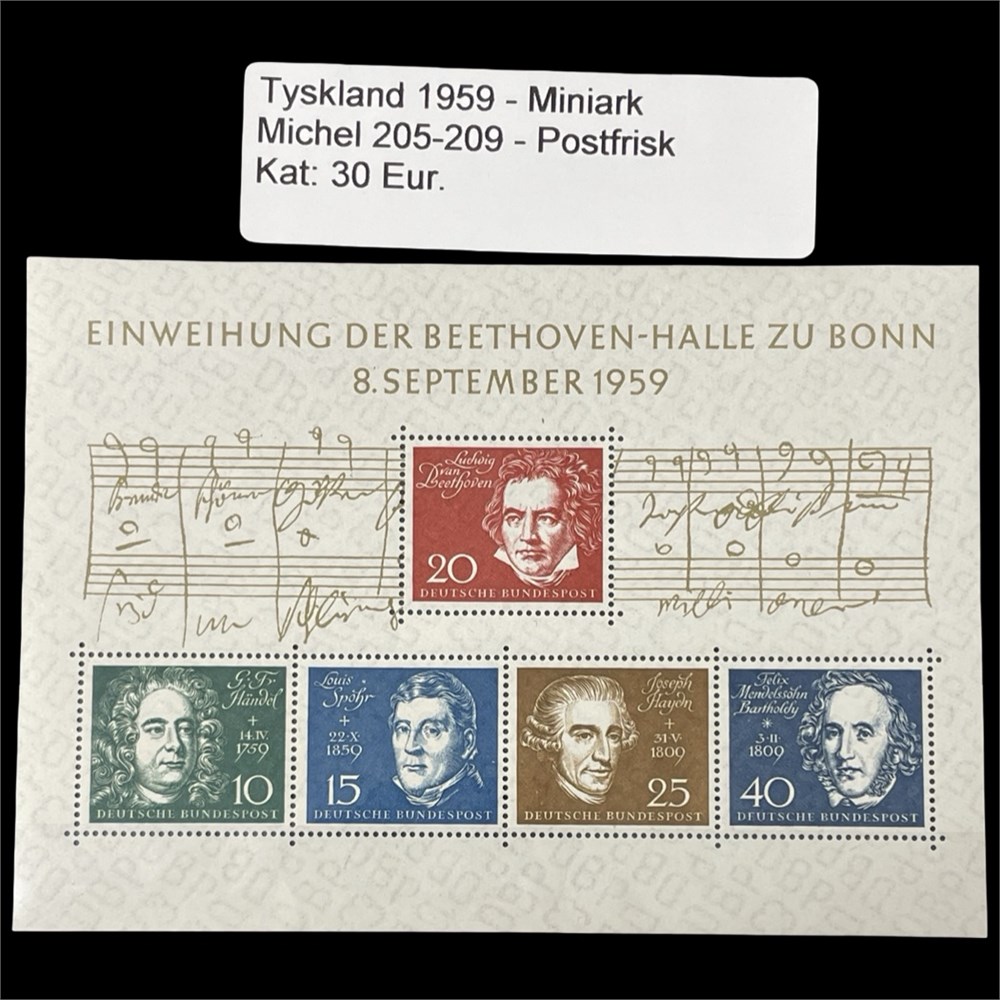 Tyskland 1959 - Miniark
Michel 205-209 - Postfrisk
Kat: 30 Eur.
EINWEIHUNG DER BEETHOVEN-HALLE ZU BONN
8. SEPTEMBER 1959
Ludwig
van
Beethoven
20
DEUTSCHE BUNDESPOST
G. Fr.
Händel
+
14.IV.
1759
10
DEUTSCHE BUNDESPOST
Louis
Spohr
+
22·X·
1859
15
DEUTSCHE BUNDESPOST
Joseph
Haydn
+
31·V·
1809
25
DEUTSCHE BUNDESPOST
Felix
Mendelssohn
Bartholdy
*
3·II·
1809
40
DEUTSCHE BUNDESPOST